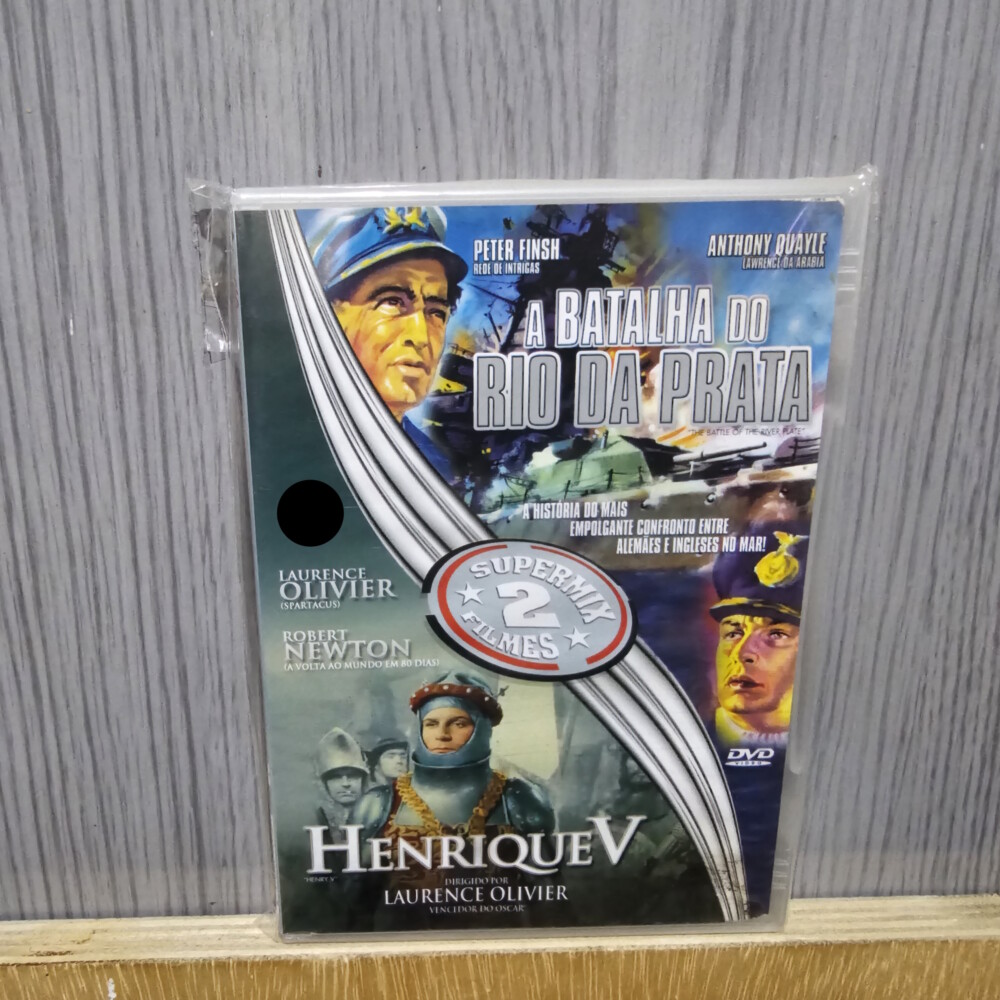 PETER FINSH
REDE DE INTRIGAS
ANTHONY QUAYLE
LAWRENCE DA ARABIA
A BATALHA DO
RIO DA PRATA
"THE BATTLE OF THE RIVER PLATE"
A HISTÓRIA DO MAIS
EMPOLGANTE CONFRONTO ENTRE
ALEMÃES E INGLESES NO MAR!
SUPERMIX
2
FILMES
LAURENCE
OLIVIER
(SPARTACUS)
ROBERT
NEWTON
(A VOLTA AO MUNDO EM 80 DIAS)
DVD
VIDEO
HENRIQUE V
"HENRY V"
DIRIGIDO POR
LAURENCE OLIVIER
VENCEDOR DO OSCAR